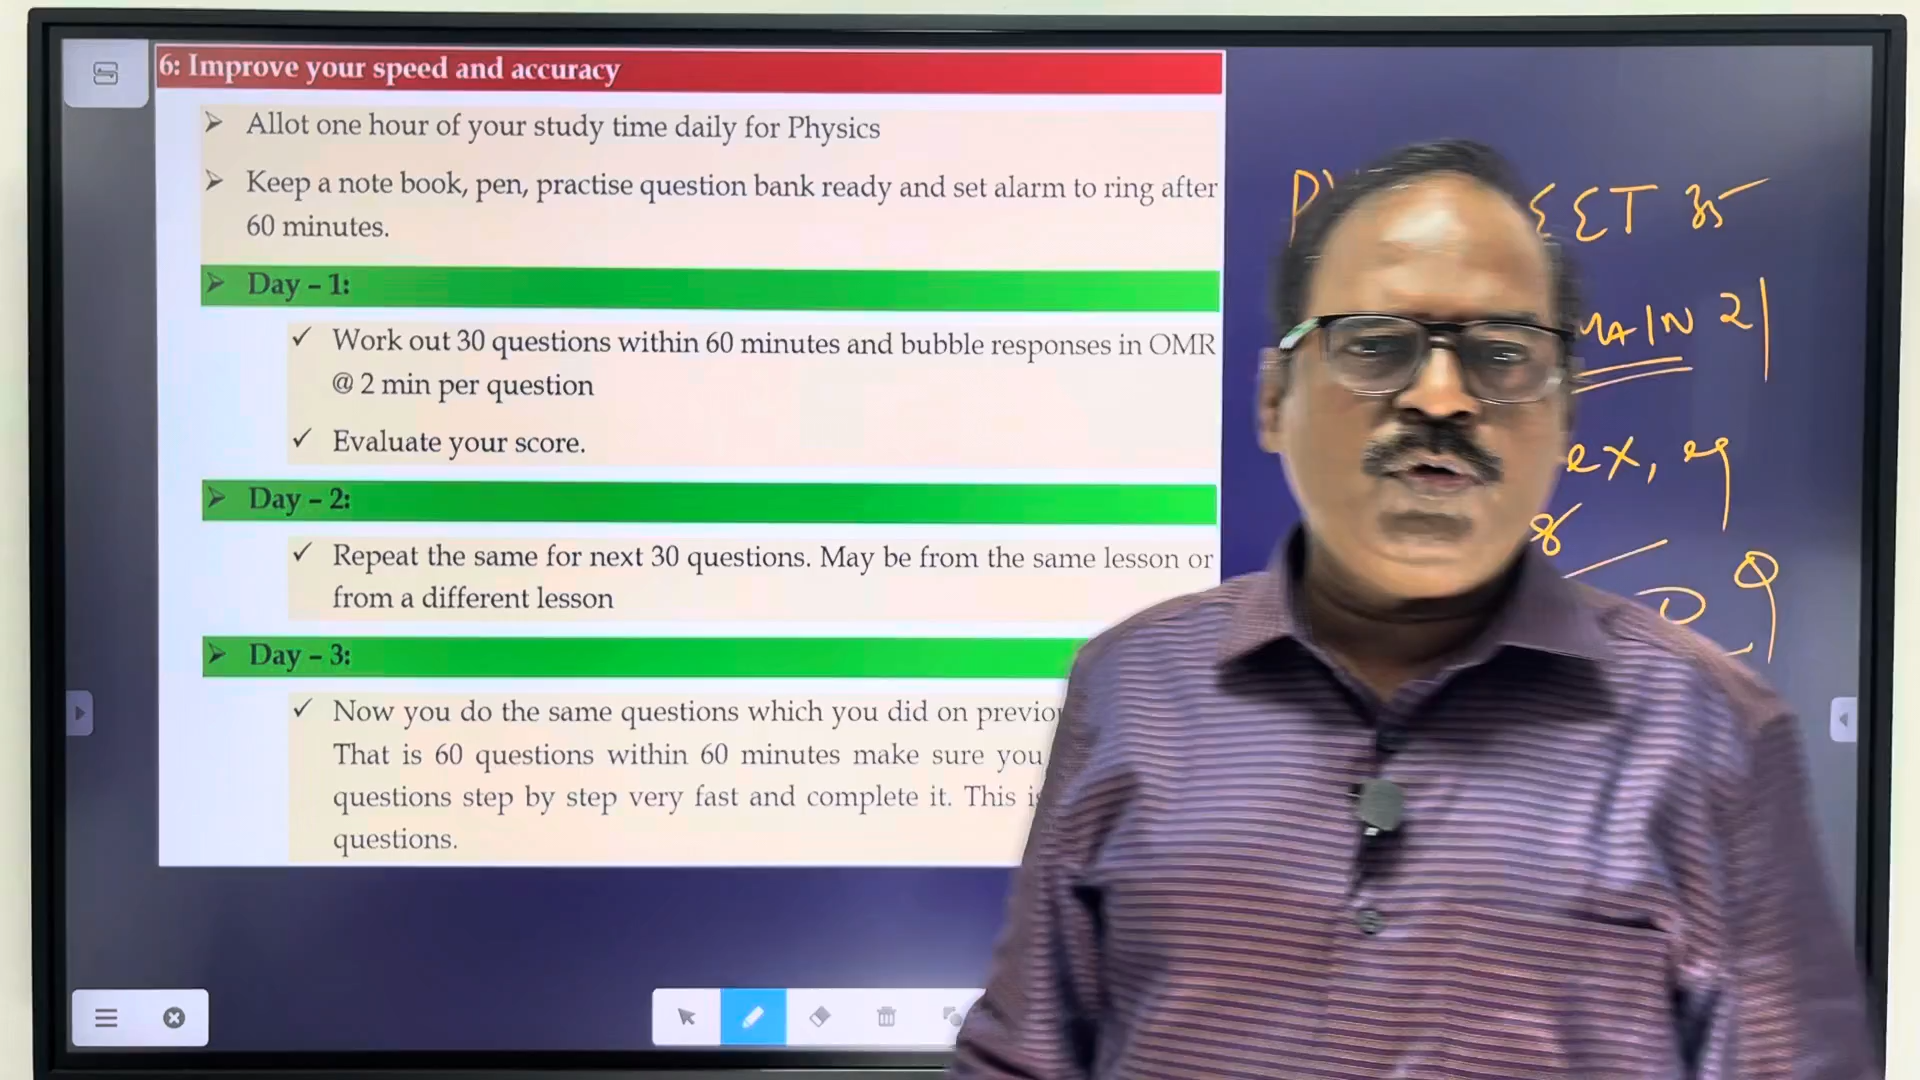 6: Improve your speed and accuracy
➢ Allot one hour of your study time daily for Physics
➢ Keep a note book, pen, practise question bank ready and set alarm to ring after
60 minutes.
➢ Day – 1:
✓ Work out 30 questions within 60 minutes and bubble responses in OMR
@ 2 min per question
✓ Evaluate your score.
➢ Day – 2:
✓ Repeat the same for next 30 questions. May be from the same lesson or
from a different lesson
➢ Day – 3:
✓ Now you do the same questions which you did on
That is 60 questions within 60 minutes make sure you
questions step by step very fast and complete it. This
questions.
ex, eg